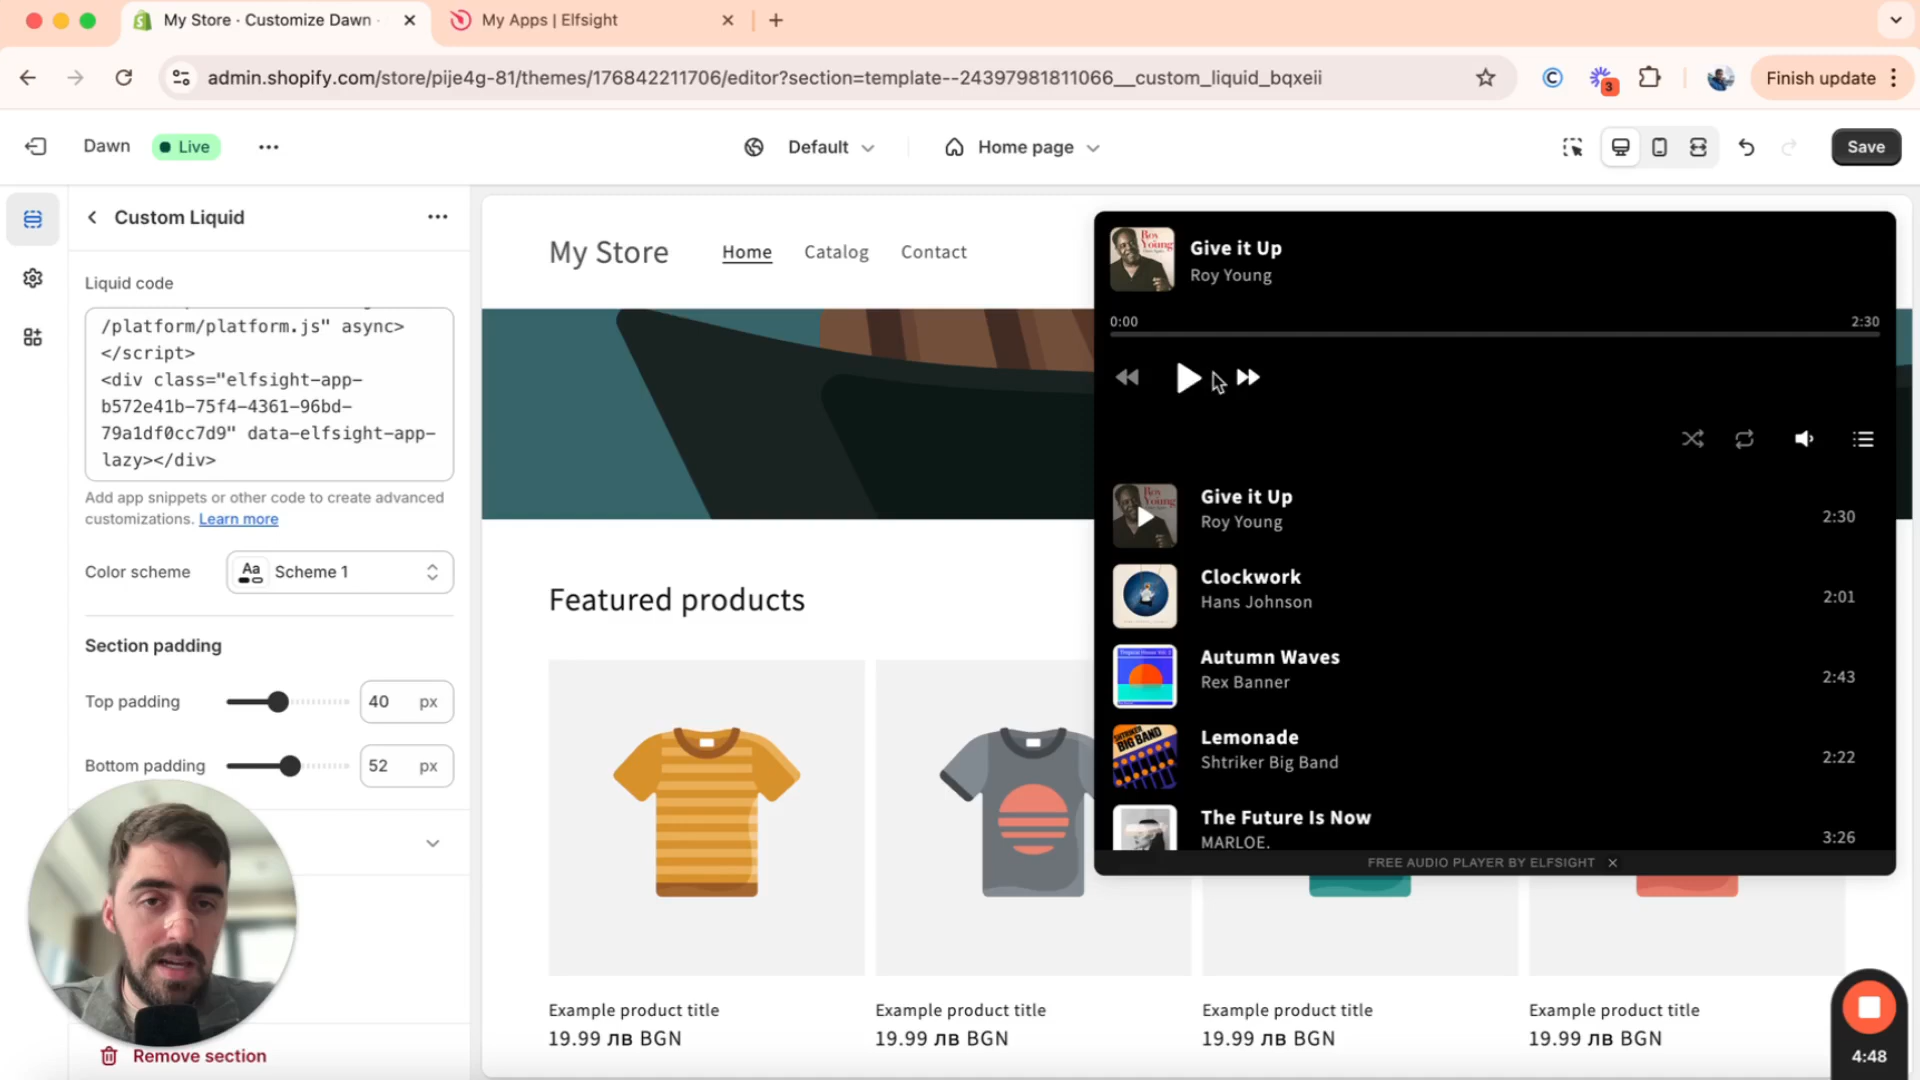 My Store · Customize Dawn ·
My Apps | Elfsight
admin.shopify.com/store/pije4g-81/themes/176842211706/editor?section=template--24397981811066__custom_liquid_bqxeii
3
Finish update
Dawn
Live
Default
Home page
Save
Custom Liquid
Liquid code
/platform/platform.js" async>
</script>
<div class="elfsight-app-
b572e41b-75f4-4361-96bd-
79a1df0cc7d9" data-elfsight-app-
lazy></div>
Add app snippets or other code to create advanced
customizations. Learn more
Color scheme
Aa
Scheme 1
Section padding
Top padding
40 px
Bottom padding
52 px
Remove section
My Store
Home
Catalog
Contact
Give it Up
Roy Young
0:00
2:30
Give it Up
Roy Young
2:30
Clockwork
Hans Johnson
2:01
Autumn Waves
Rex Banner
2:43
Lemonade
Shtriker Big Band
2:22
The Future Is Now
MARLOE.
3:26
FREE AUDIO PLAYER BY ELFSIGHT
Featured products
Example product title
19.99 лв BGN
Example product title
19.99 лв BGN
Example product title
19.99 лв BGN
Example product title
19.99 лв BGN
4:48